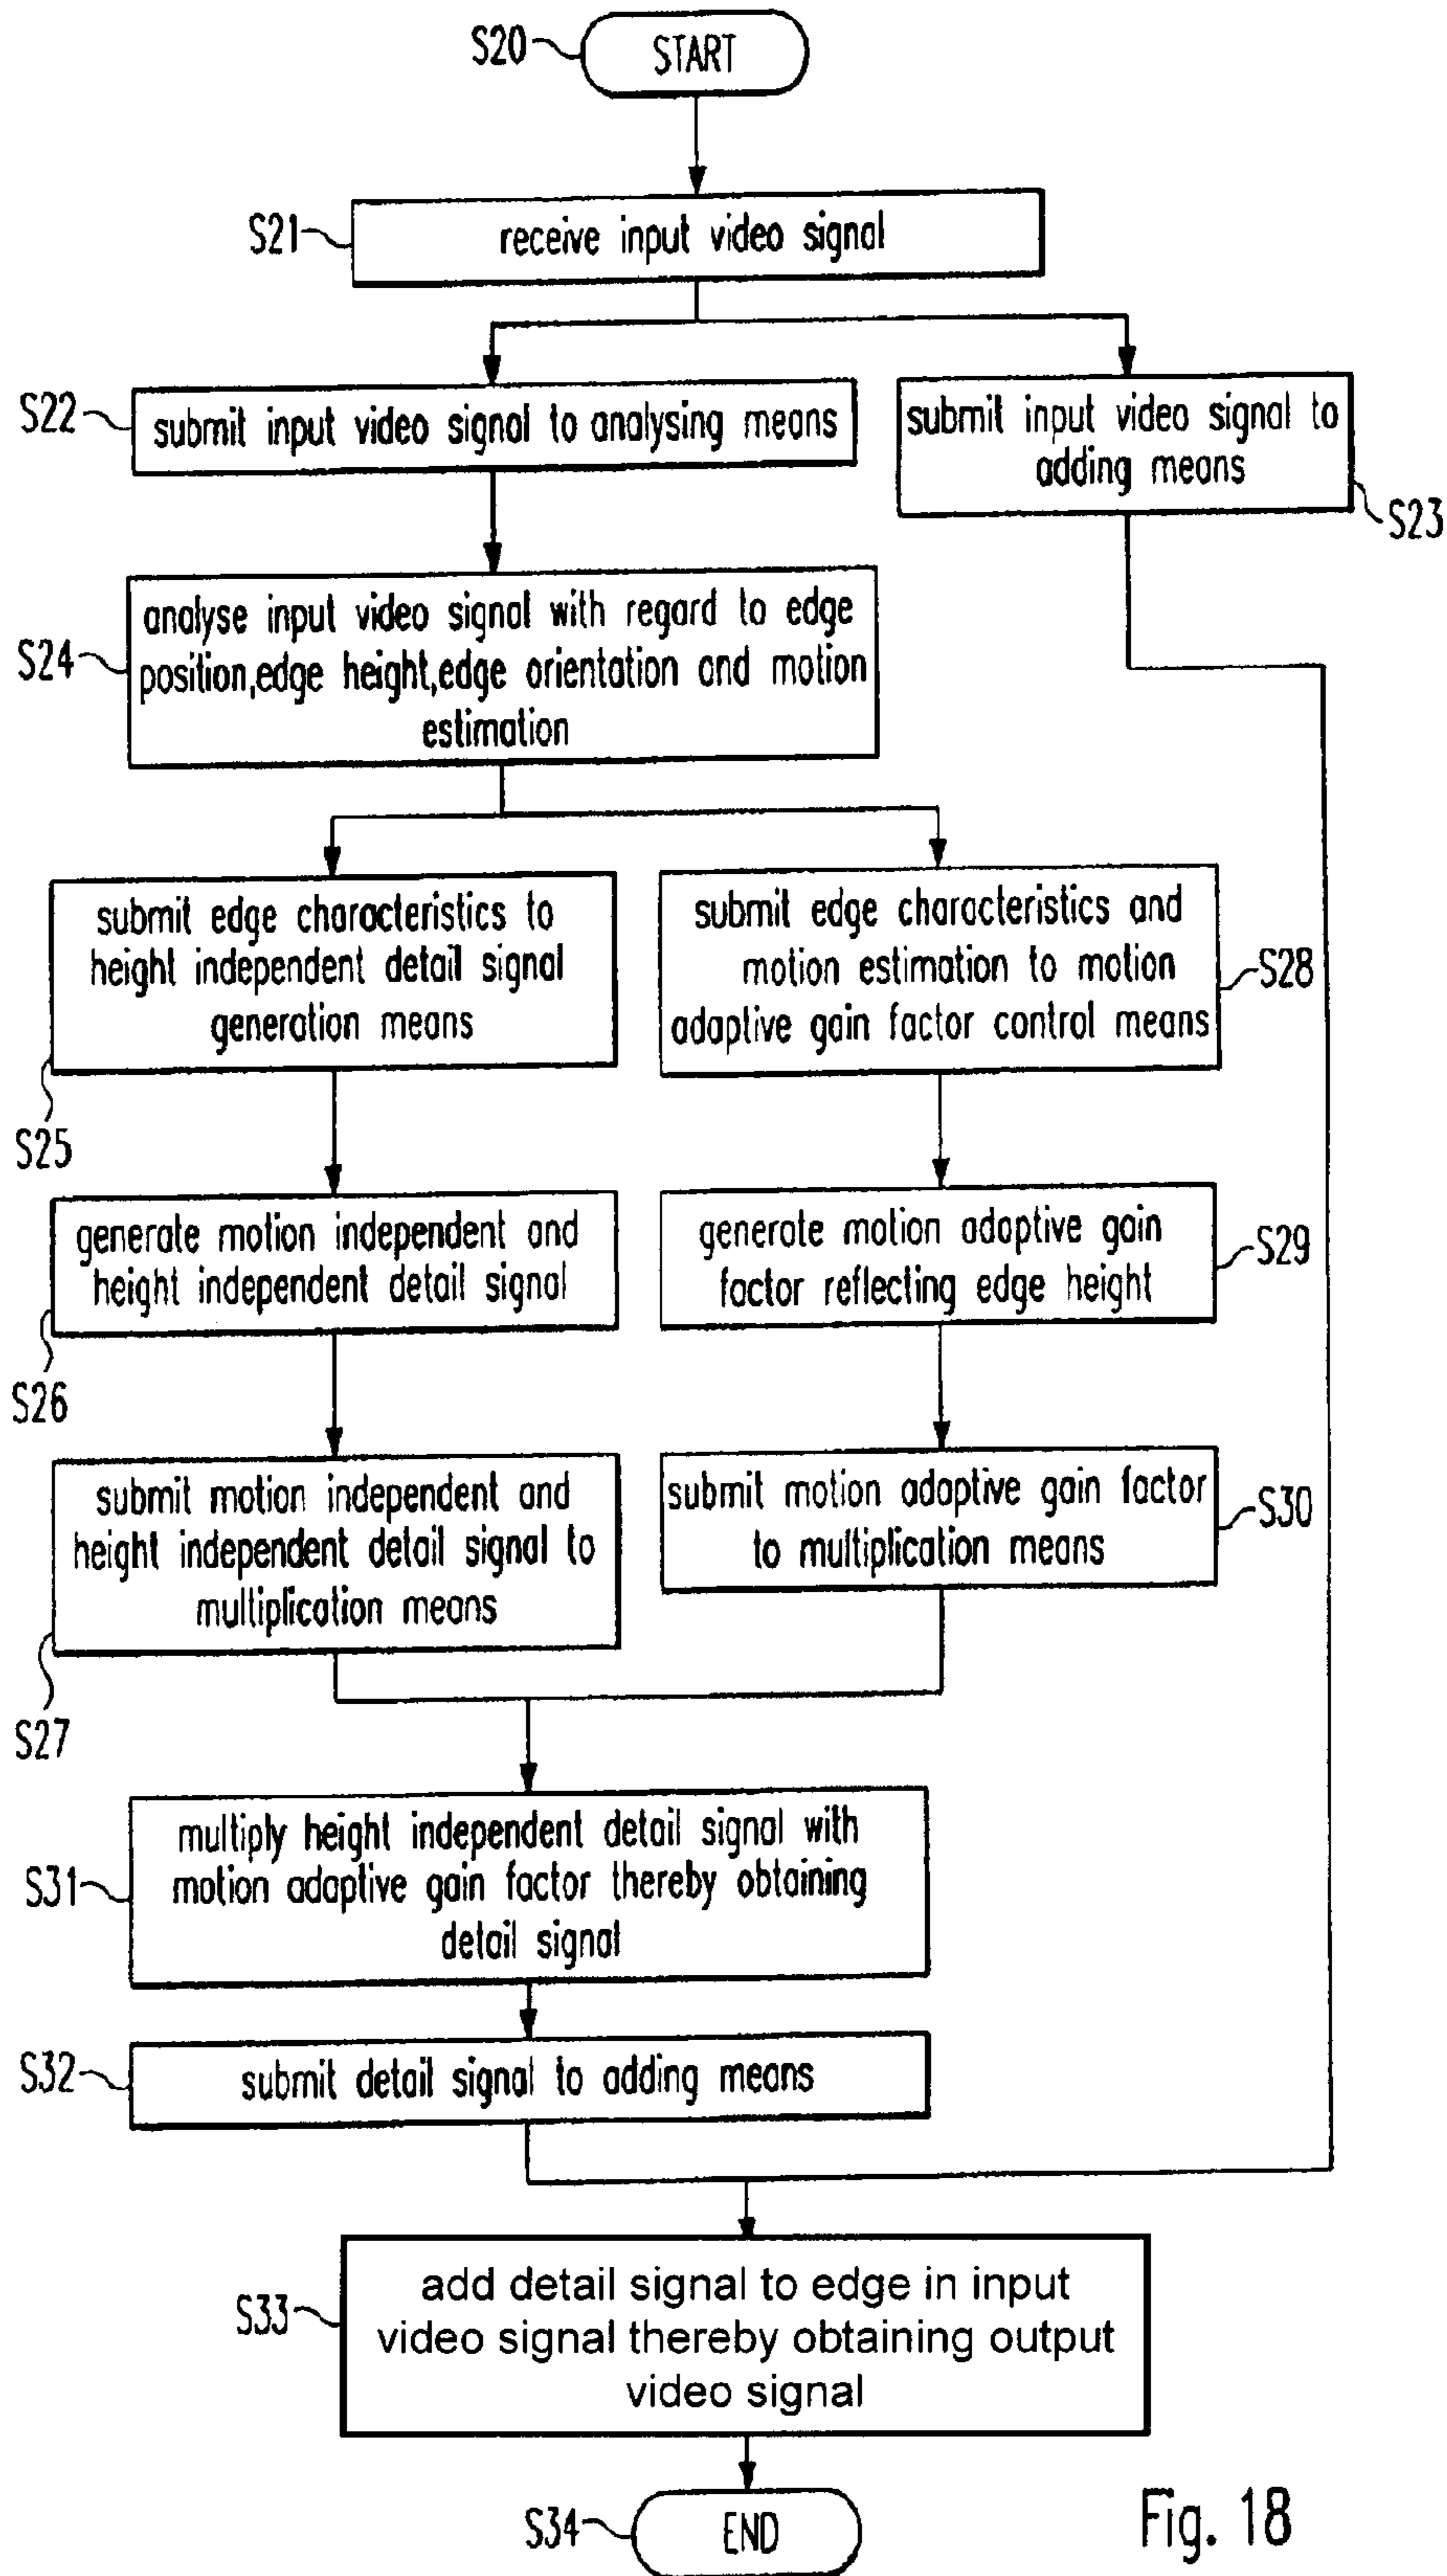 S20
START
S21
receive input video signal
S22
submit input video signal to analysing means
submit input video signal to
adding means
S23
S24
analyse input video signal with regard to edge
position,edge height,edge orientation and motion
estimation
submit edge characteristics to
height independent detail signal
generation means
S25
submit edge characteristics and
motion estimation to motion
adaptive gain factor control means
S28
generate motion independent and
height independent detail signal
S26
generate motion adaptive gain
factor reflecting edge height
S29
submit motion independent and
height independent detail signal to
multiplication means
S27
submit motion adaptive gain factor
to multiplication means
S30
S31
multiply height independent detail signal with
motion adaptive gain factor thereby obtaining
detail signal
S32
submit detail signal to adding means
S33
add detail signal to edge in input
video signal thereby obtaining output
video signal
S34
END
Fig. 18